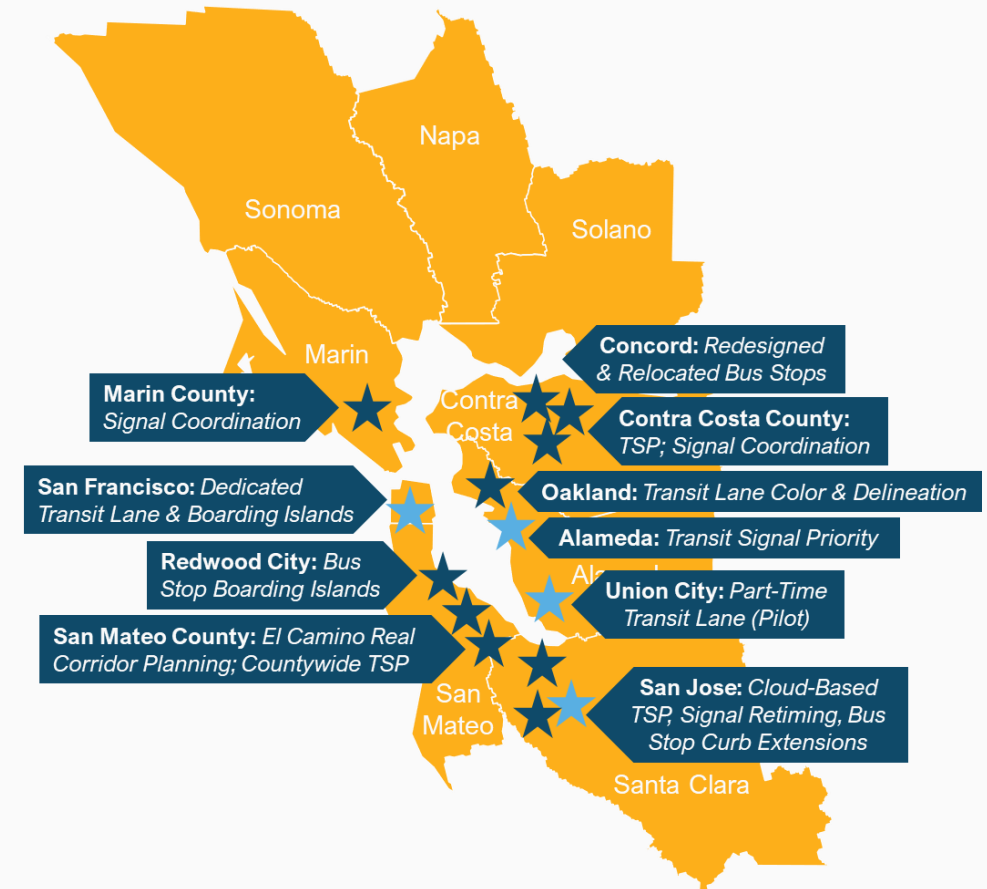 Napa
Sonoma
Solano
Marin
Concord: Redesigned
& Relocated Bus Stops
Marin County:
Signal Coordination
Contra
Costa
Contra Costa County:
TSP; Signal Coordination
San Francisco: Dedicated
Transit Lane & Boarding Islands
Oakland: Transit Lane Color & Delineation
Alameda: Transit Signal Priority
Redwood City: Bus
Stop Boarding Islands
Union City: Part-Time
Transit Lane (Pilot)
San Mateo County: El Camino Real
Corridor Planning; Countywide TSP
San
Mateo
San Jose: Cloud-Based
TSP, Signal Retiming, Bus
Stop Curb Extensions
Santa Clara